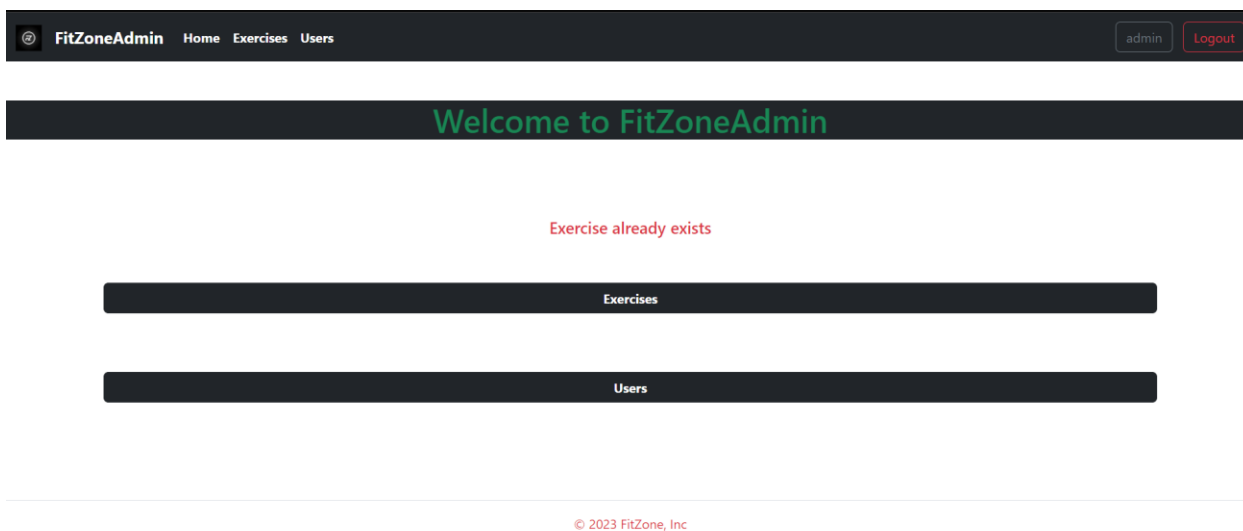 FitZoneAdmin Home Exercises Users admin Logout
Welcome to FitZoneAdmin
Exercise already exists
Exercises
Users
© 2023 FitZone, Inc